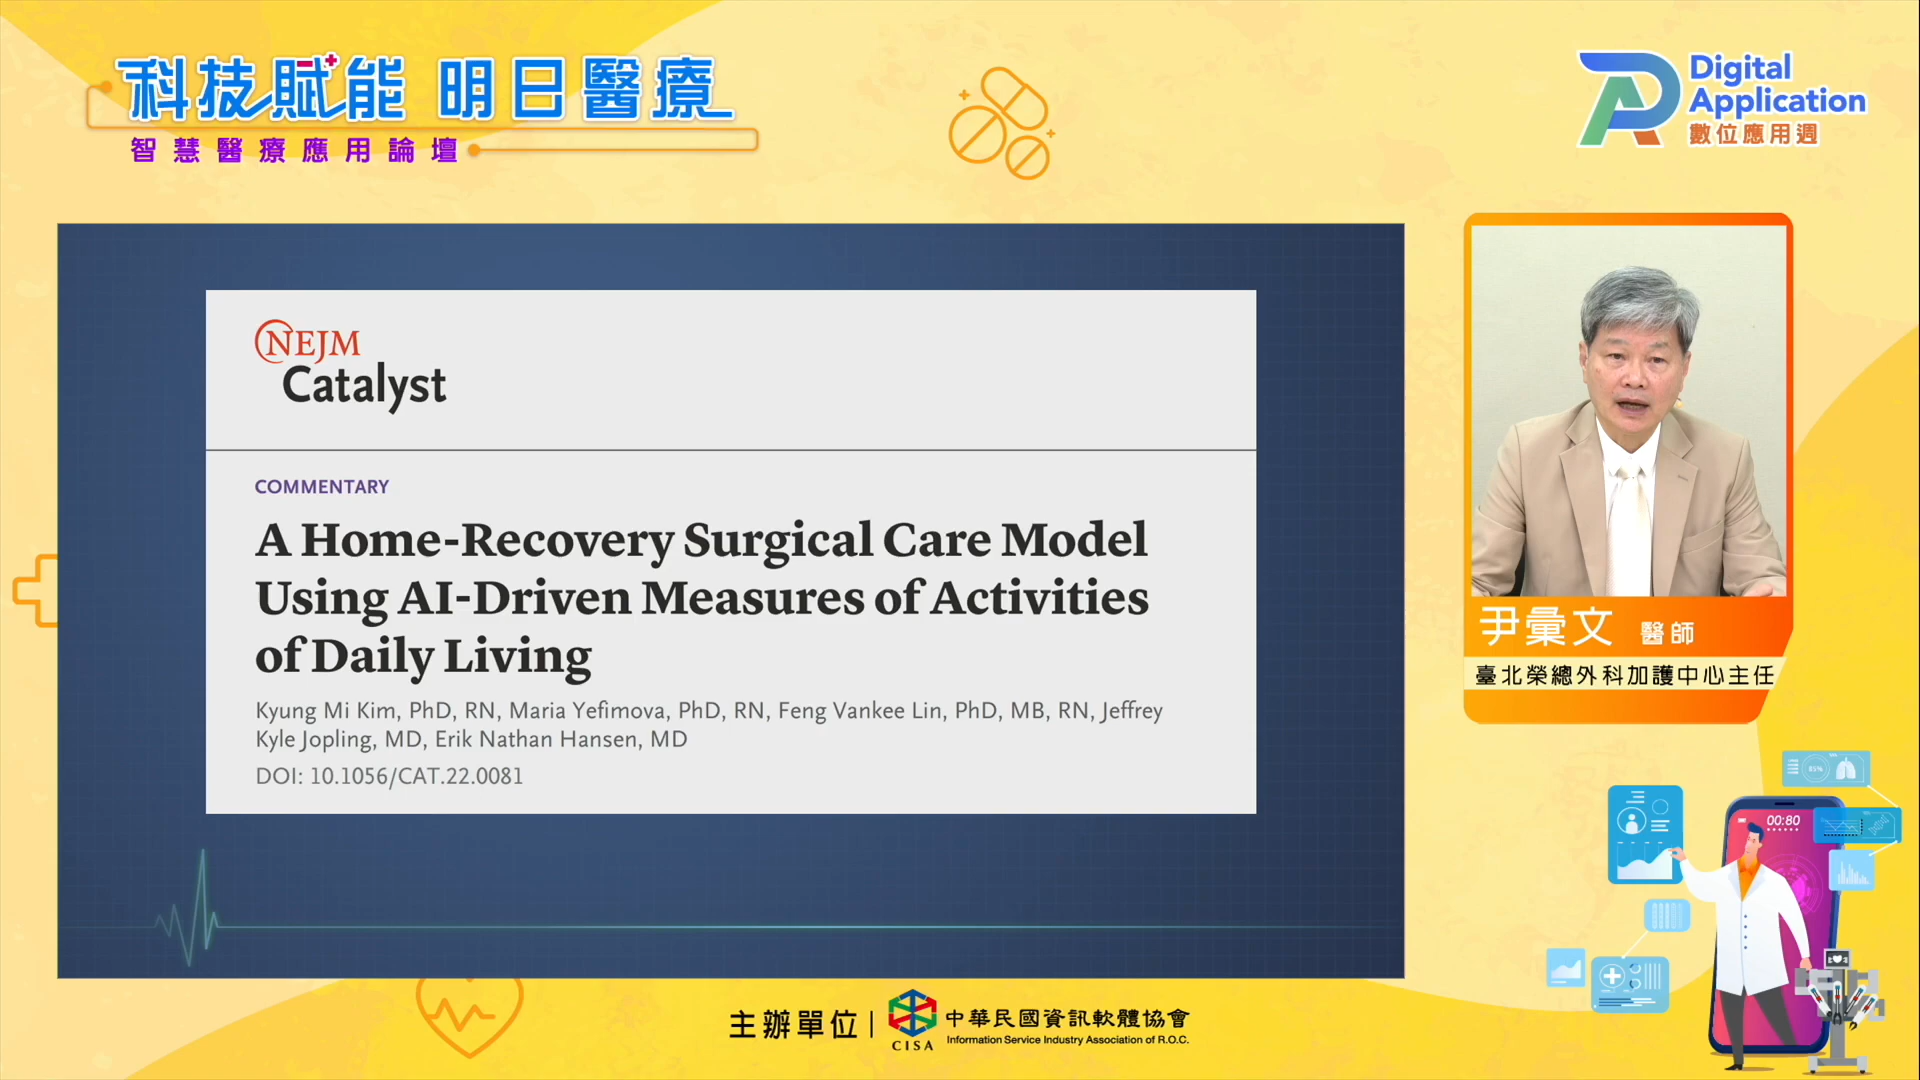 科技賦能 明日醫療
智慧醫療應用論壇
Digital
Application
數位應用週
NEJM
Catalyst
COMMENTARY
A Home-Recovery Surgical Care Model
Using AI-Driven Measures of Activities
of Daily Living
Kyung Mi Kim, PhD, RN, Maria Yefimova, PhD, RN, Feng Vankee Lin, PhD, MB, RN, Jeffrey
Kyle Jopling, MD, Erik Nathan Hansen, MD
DOI: 10.1056/CAT.22.0081
尹彙文 醫師
臺北榮總外科加護中心主任
85%
00:80
主辦單位
CISA
中華民國資訊軟體協會
Information Service Industry Association of R.O.C.